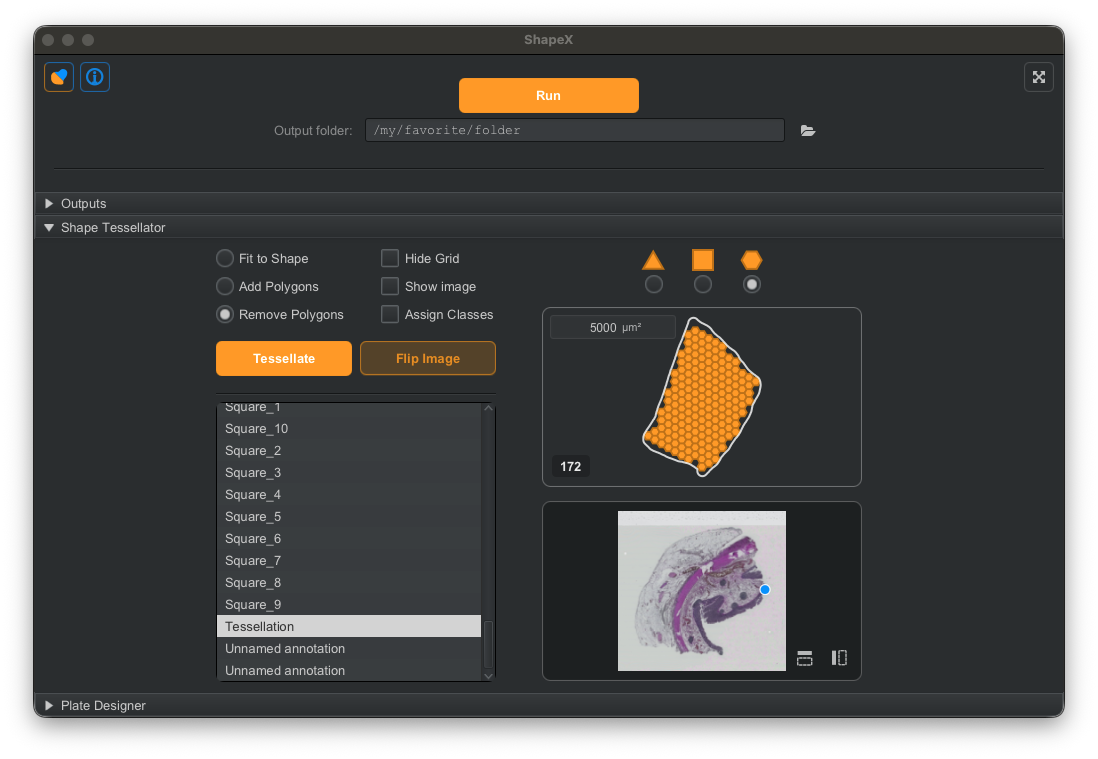 ShapeX
Run
Output folder: /my/favorite/folder
Outputs
Shape Tessellator
Fit to Shape
Hide Grid
Add Polygons
Show image
Remove Polygons
Assign Classes
Tessellate
Flip Image
Square_1
Square_10
Square_2
Square_3
Square_4
Square_5
Square_6
Square_7
Square_8
Square_9
Tessellation
Unnamed annotation
Unnamed annotation
5000 µm²
172
Plate Designer